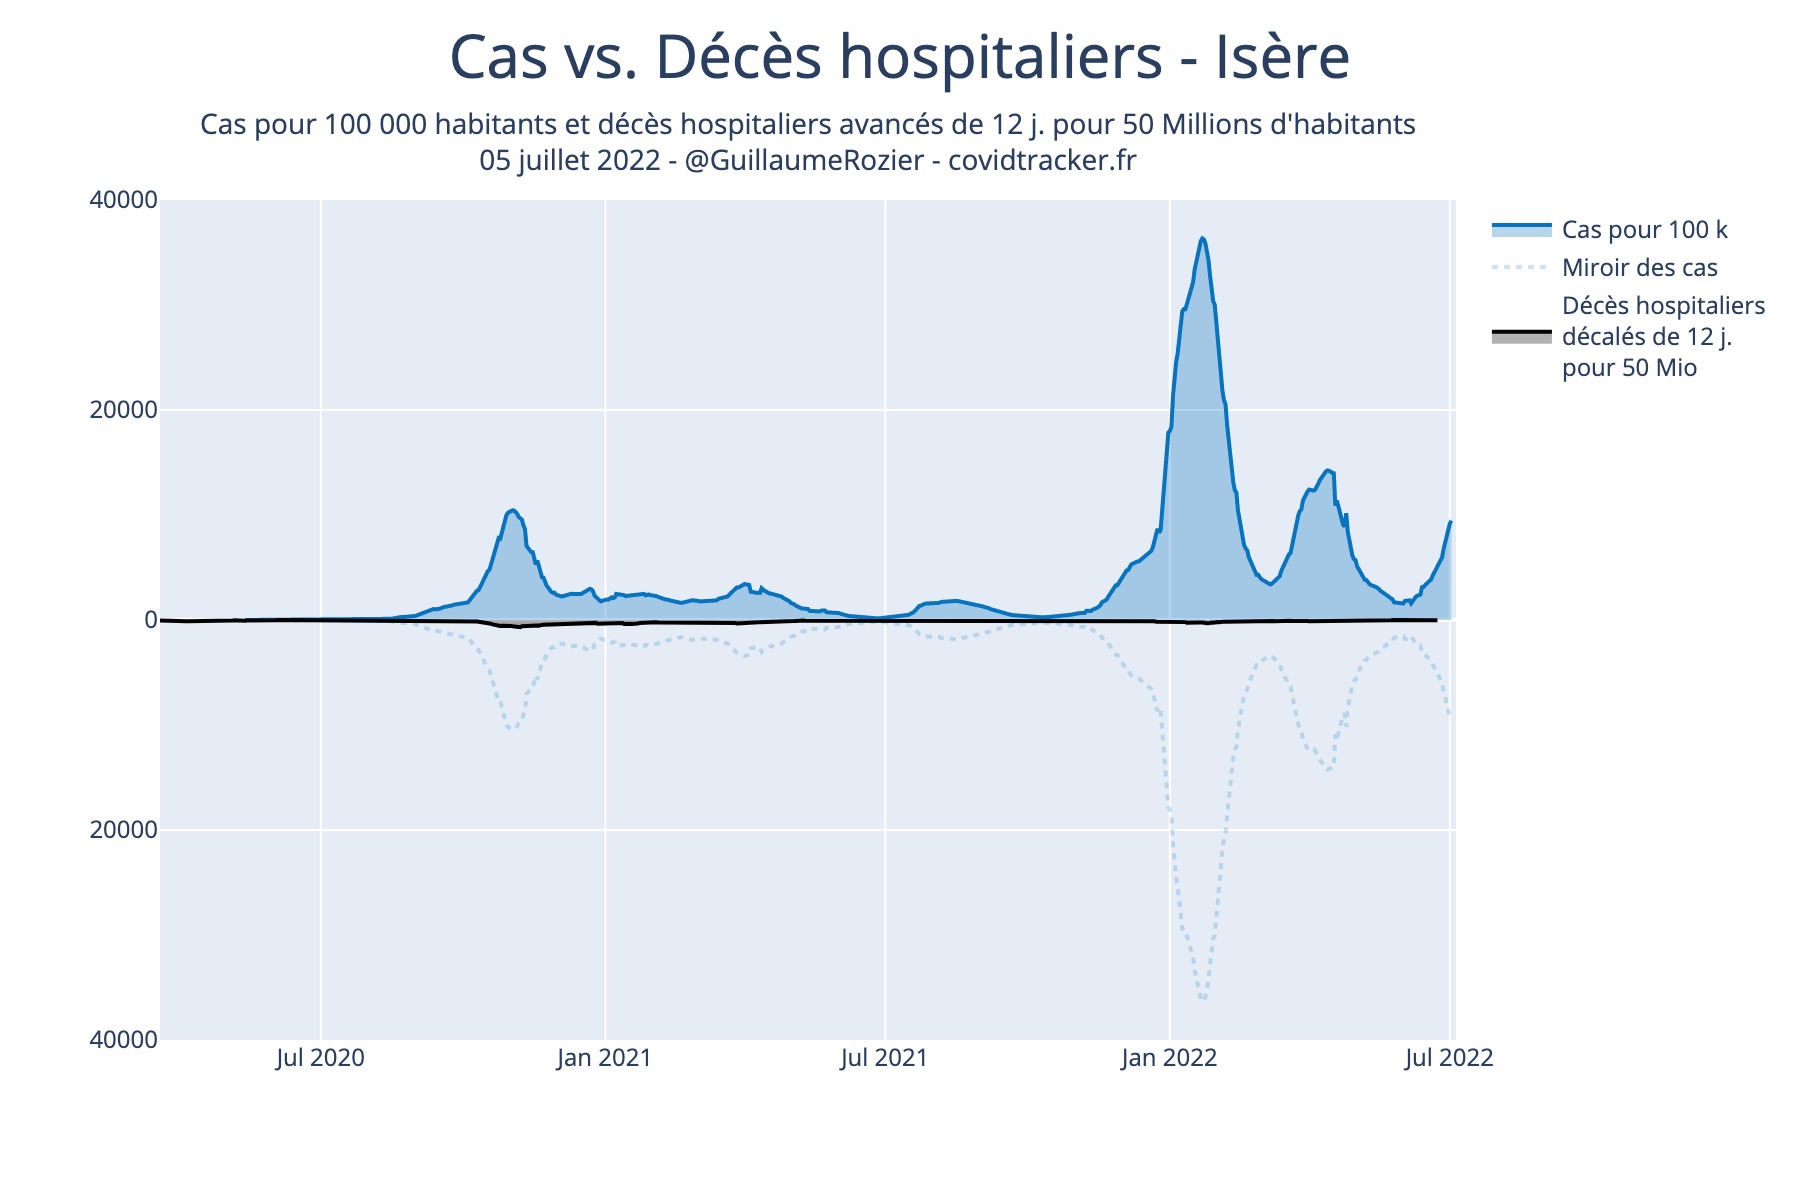 Cas vs. Décès hospitaliers - Isère
Cas pour 100 000 habitants et décès hospitaliers avancés de 12 j. pour 50 Millions d'habitants
05 juillet 2022 - @GuillaumeRozier - covidtracker.fr
40000
20000
0
20000
40000
Jul 2020
Jan 2021
Jul 2021
Jan 2022
Jul 2022
Cas pour 100 k
Miroir des cas
Décès hospitaliers
décalés de 12 j.
pour 50 Mio